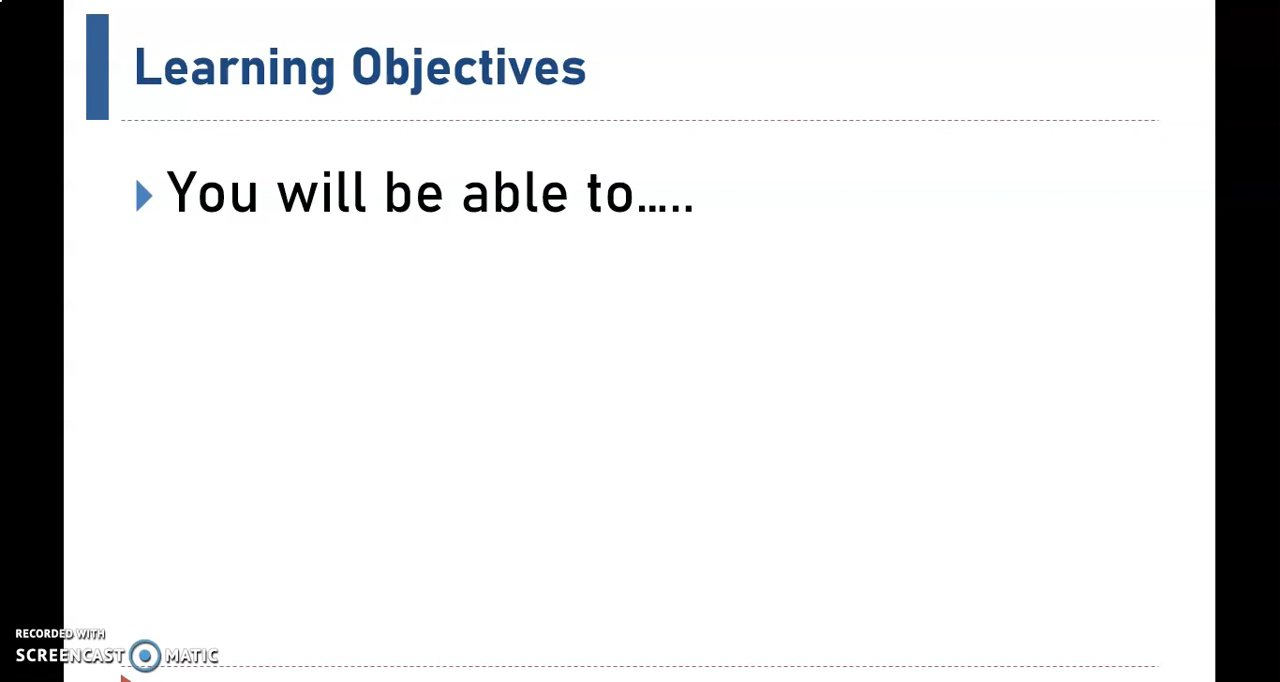 Learning Objectives
You will be able to…..
RECORDED WITH
SCREENCAST MATIC